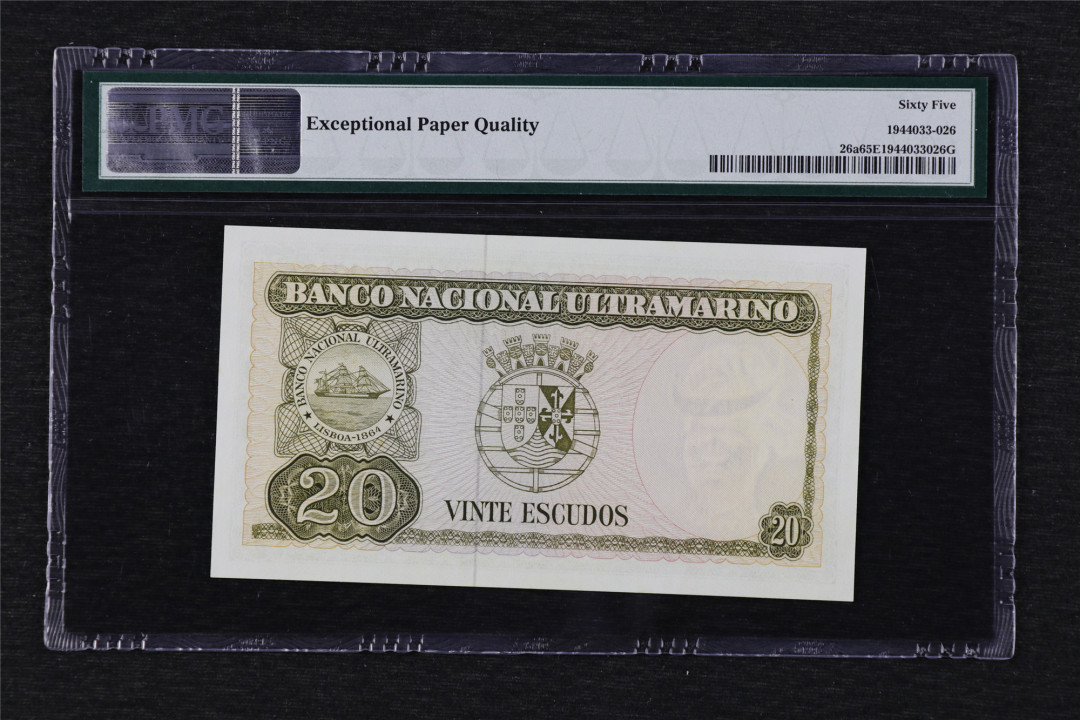 PMG
Exceptional Paper Quality
Sixty Five
1944033-026
26a65E1944033026G
BANCO NACIONAL ULTRAMARINO
BANCO NACIONAL ULTRAMARINO
★ LISBOA-1864 ★
20
VINTE ESCUDOS
20